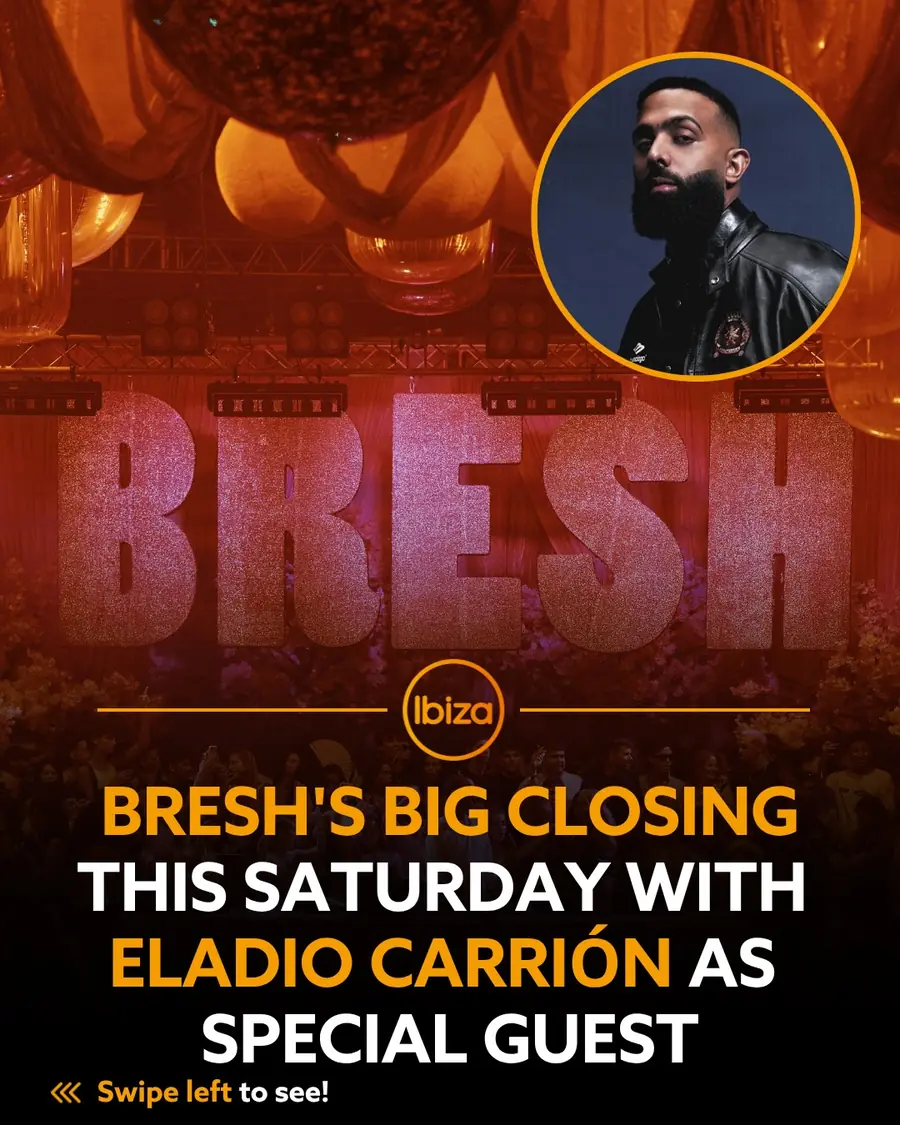 BRESH
Ibiza
BRESH'S BIG CLOSING
THIS SATURDAY WITH
ELADIO CARRIÓN AS
SPECIAL GUEST
Swipe left to see!